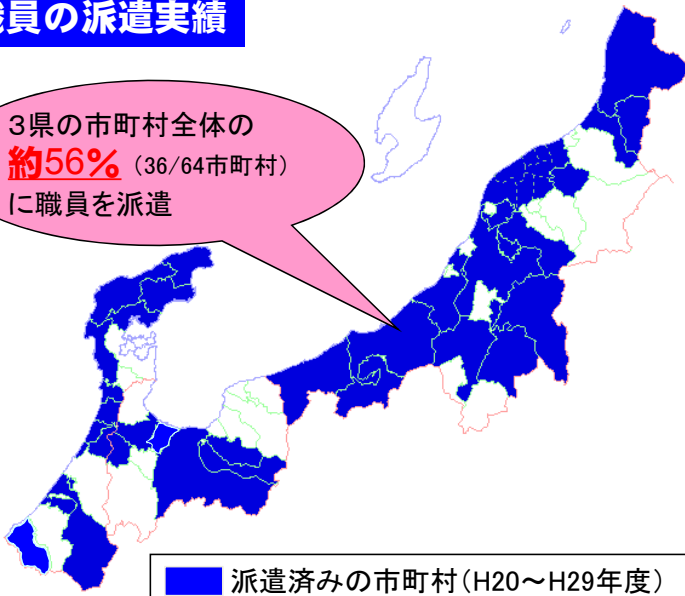 職員の派遣実績
3県の市町村全体の
約56%（36/64市町村）
に職員を派遣
派遣済みの市町村(H20～H29年度)